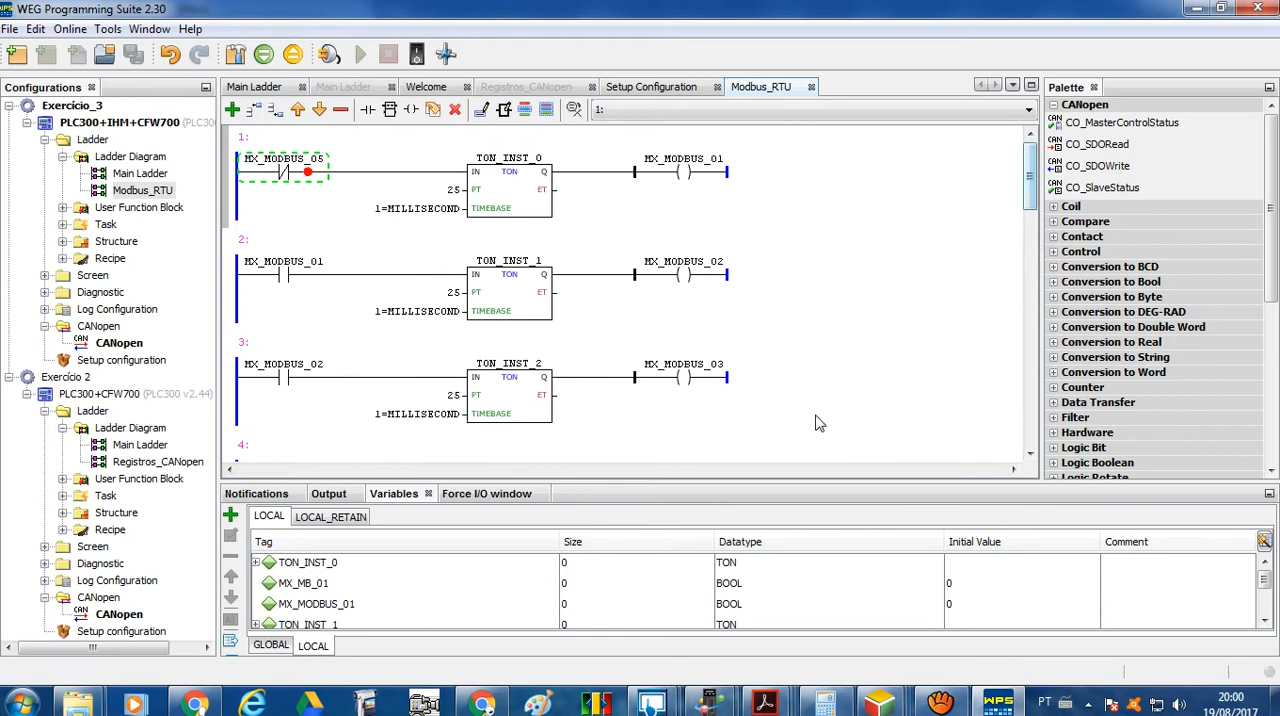 WEG Programming Suite 2.30
File Edit Online Tools Window Help
Configurations
Exercício_3
PLC300+IHM+CFW700 (PLC30
Ladder
Ladder Diagram
Main Ladder
Modbus_RTU
User Function Block
Task
Structure
Recipe
Screen
Diagnostic
Log Configuration
CANopen
CAN CANopen
Setup configuration
Exercício 2
PLC300+CFW700 (PLC300 v2.44)
Ladder
Ladder Diagram
Main Ladder
Registros_CANopen
User Function Block
Task
Structure
Recipe
Screen
Diagnostic
Log Configuration
CANopen
CAN CANopen
Setup configuration
Main Ladder Main Ladder Welcome Registros_CANopen Setup Configuration Modbus_RTU
1:
1:
MX_MODBUS_05 TON_INST_0 MX_MODBUS_01
IN TON Q
25 PT ET
1=MILLISECOND TIMEBASE
2:
MX_MODBUS_01 TON_INST_1 MX_MODBUS_02
IN TON Q
25 PT ET
1=MILLISECOND TIMEBASE
3:
MX_MODBUS_02 TON_INST_2 MX_MODBUS_03
IN TON Q
25 PT ET
1=MILLISECOND TIMEBASE
4:
Palette
CANopen
CO_MasterControlStatus
CO_SDORead
CO_SDOWrite
CO_SlaveStatus
Coil
Compare
Contact
Control
Conversion to BCD
Conversion to Bool
Conversion to Byte
Conversion to DEG-RAD
Conversion to Double Word
Conversion to Real
Conversion to String
Conversion to Word
Counter
Data Transfer
Filter
Hardware
Logic Bit
Logic Boolean
Logic Rotate
Notifications Output Variables Force I/O window
LOCAL LOCAL_RETAIN
Tag Size Datatype Initial Value Comment
TON_INST_0 0 TON
MX_MB_01 0 BOOL 0
MX_MODBUS_01 0 BOOL 0
TON_INST_1 0 TON
GLOBAL LOCAL
WPS
PT
20:00
19/08/2017